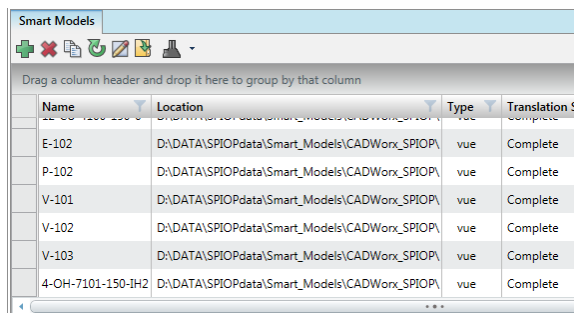 Smart Models
Drag a column header and drop it here to group by that column
Name Location Type Translation S
E-102 D:\DATA\SPIOPdata\Smart_Models\CADWorx_SPIOP\ vue Complete
P-102 D:\DATA\SPIOPdata\Smart_Models\CADWorx_SPIOP\ vue Complete
V-101 D:\DATA\SPIOPdata\Smart_Models\CADWorx_SPIOP\ vue Complete
V-102 D:\DATA\SPIOPdata\Smart_Models\CADWorx_SPIOP\ vue Complete
V-103 D:\DATA\SPIOPdata\Smart_Models\CADWorx_SPIOP\ vue Complete
4-OH-7101-150-IH2 D:\DATA\SPIOPdata\Smart_Models\CADWorx_SPIOP\ vue Complete